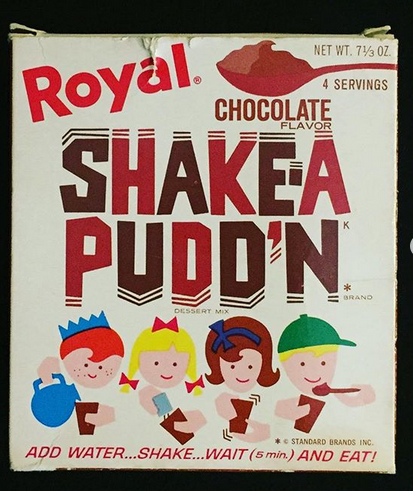 NET WT. 7⅓ OZ.
Royal®
4 SERVINGS
CHOCOLATE
FLAVOR
SHAKE-A
PUDD'N
K
*
BRAND
DESSERT MIX
* © STANDARD BRANDS INC.
ADD WATER...SHAKE...WAIT (5 min.) AND EAT!